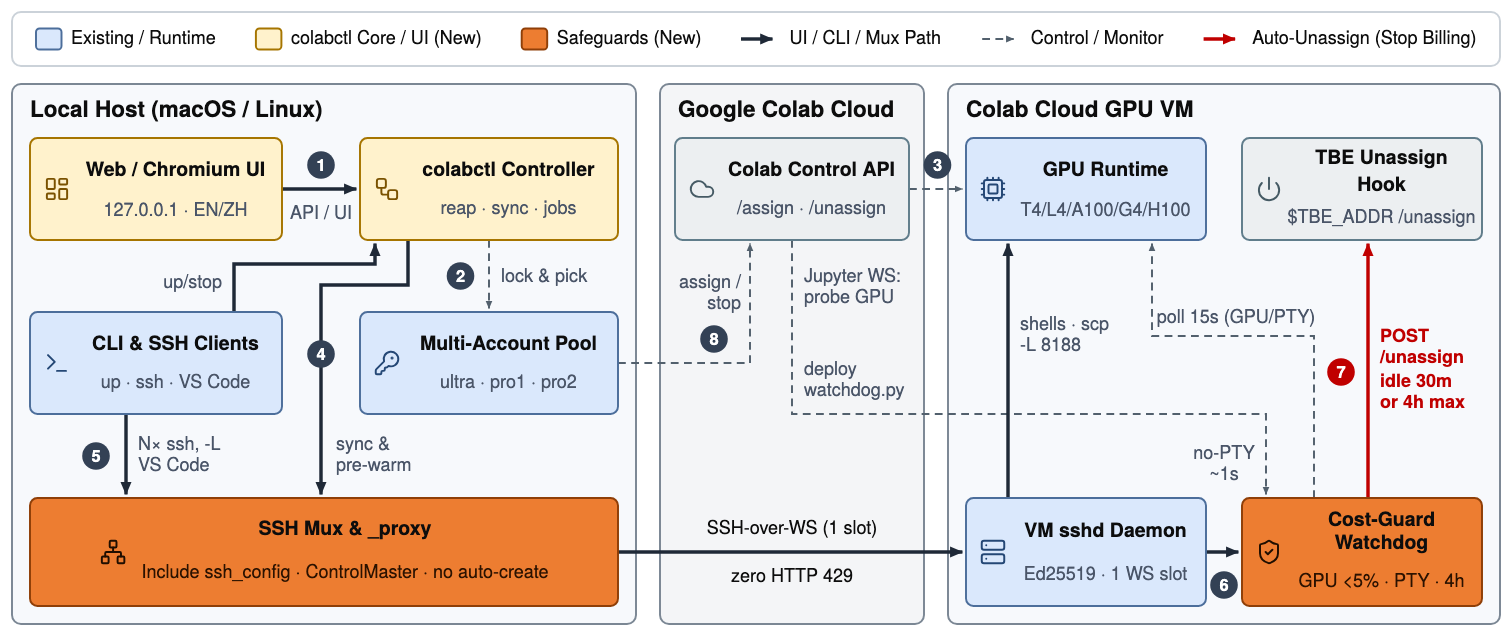 Existing / Runtime
colabctl Core / UI (New)
Safeguards (New)
UI / CLI / Mux Path
Control / Monitor
Auto-Unassign (Stop Billing)
Local Host (macOS / Linux)
Web / Chromium UI
127.0.0.1 · EN/ZH
1
API / UI
colabctl Controller
reap · sync · jobs
up/stop
2
lock & pick
CLI & SSH Clients
up · ssh · VS Code
4
Multi-Account Pool
ultra · pro1 · pro2
5
N× ssh, -L
VS Code
sync &
pre-warm
SSH Mux & _proxy
Include ssh_config · ControlMaster · no auto-create
Google Colab Cloud
Colab Control API
/assign · /unassign
3
assign /
stop
8
Jupyter WS:
probe GPU
deploy
watchdog.py
SSH-over-WS (1 slot)
zero HTTP 429
Colab Cloud GPU VM
GPU Runtime
T4/L4/A100/G4/H100
TBE Unassign
Hook
$TBE_ADDR /unassign
shells · scp
-L 8188
poll 15s (GPU/PTY)
7
POST
/unassign
idle 30m
or 4h max
no-PTY
~1s
VM sshd Daemon
Ed25519 · 1 WS slot
6
Cost-Guard
Watchdog
GPU <5% · PTY · 4h